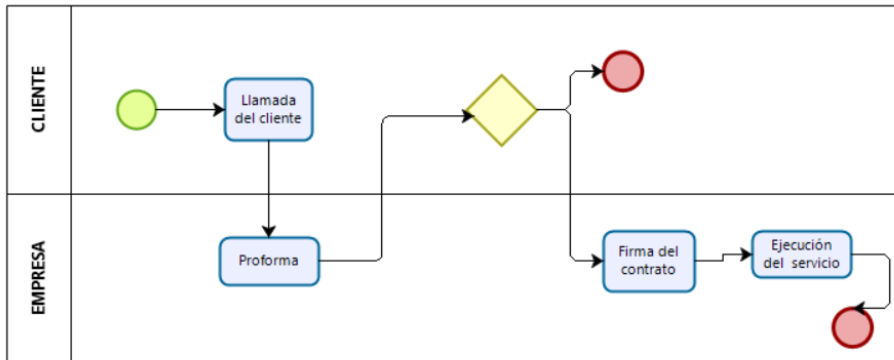 CLIENTE
Llamada
del cliente
EMPRESA
Proforma
Firma del
contrato
Ejecución
del servicio